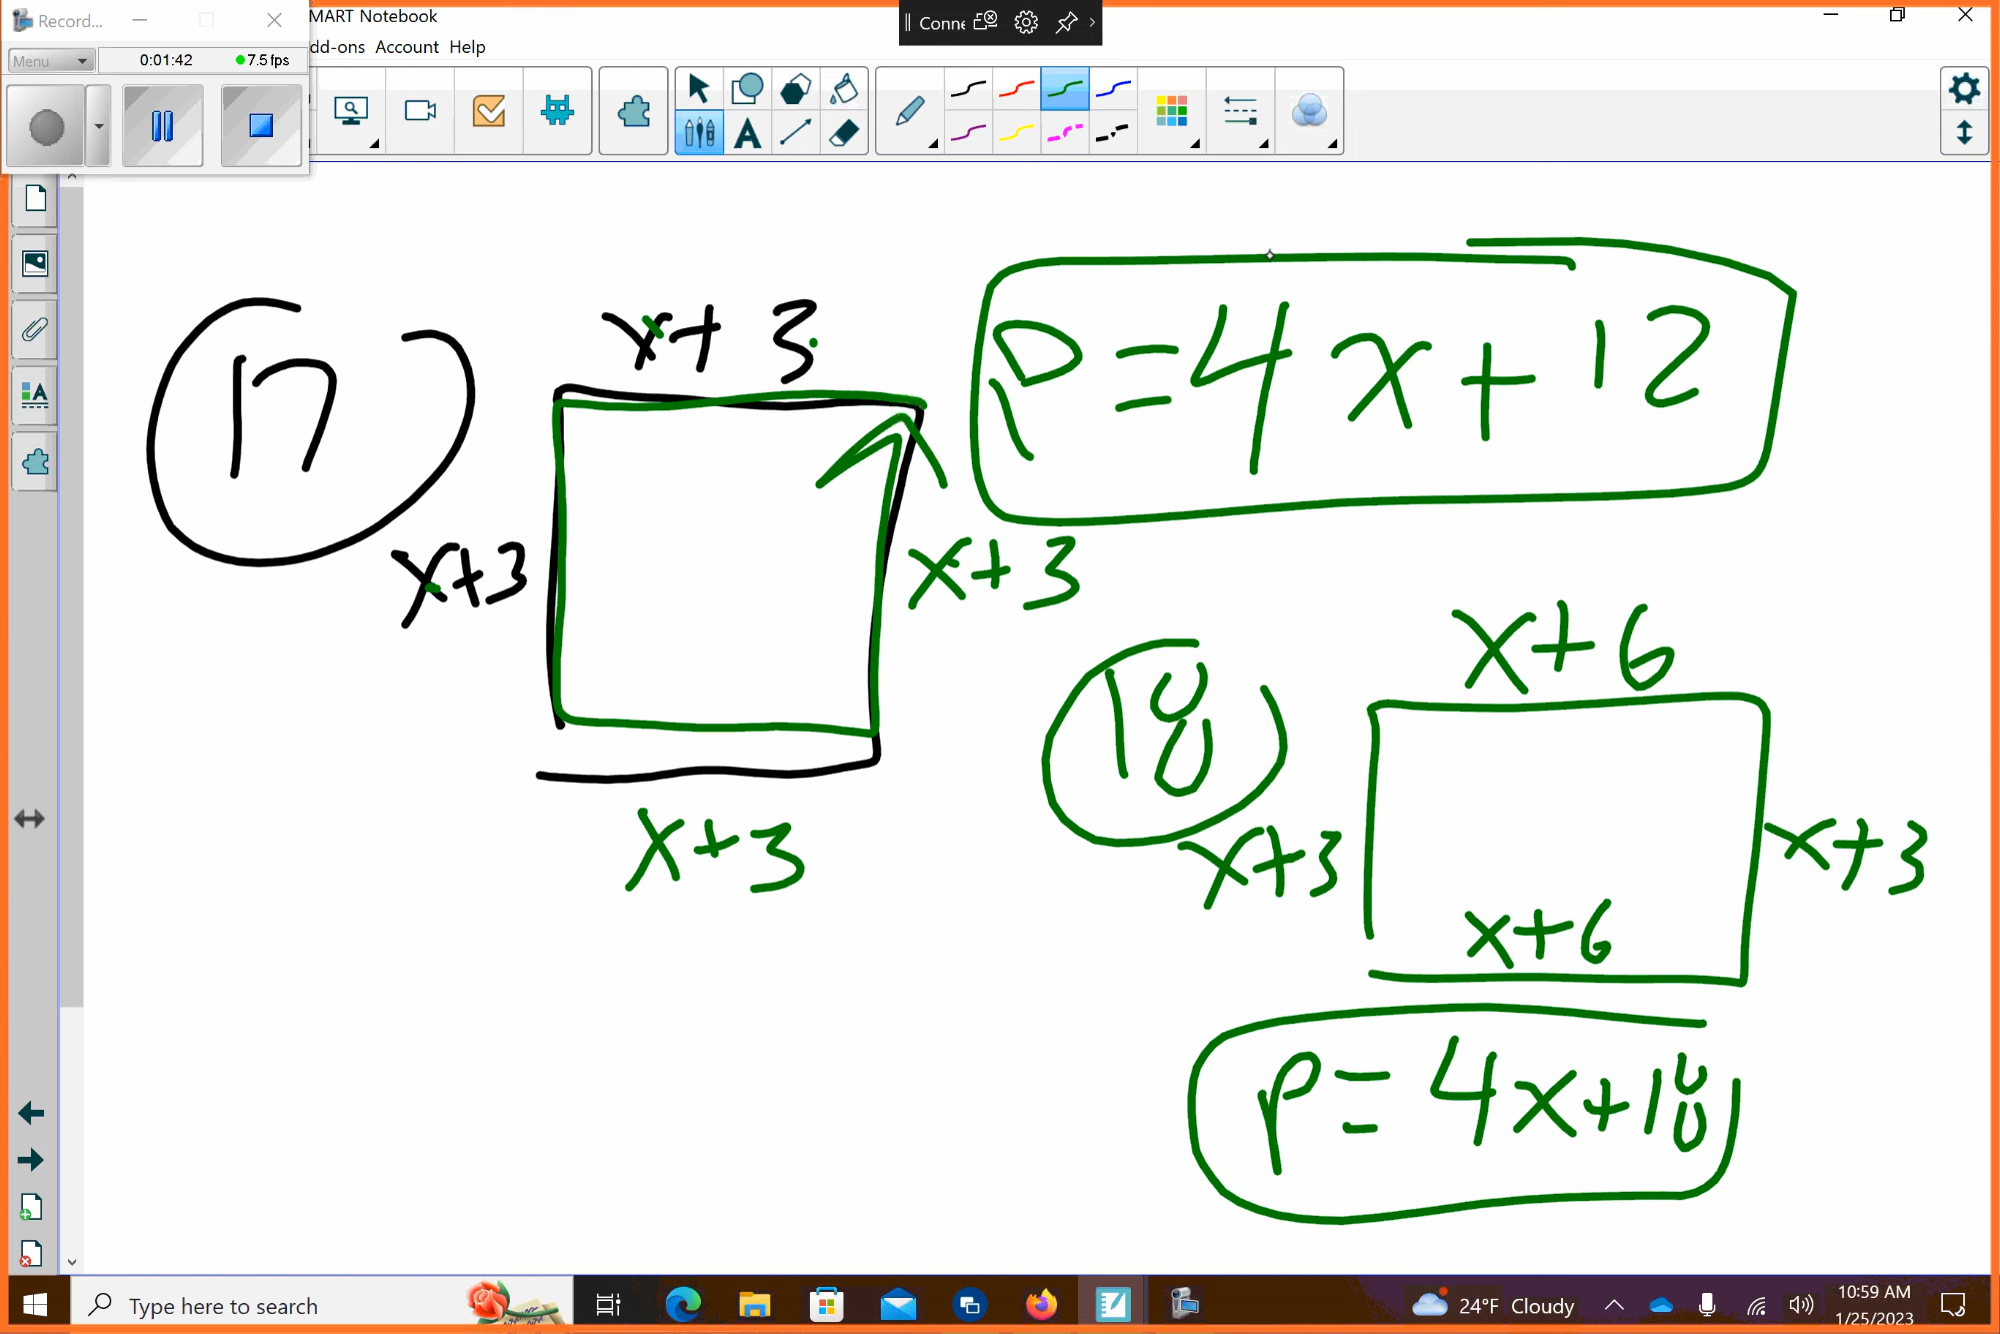 Record...
MART Notebook
Conne
dd-ons Account Help
Menu
0:01:42
7.5 fps
17
x+3
x+3
x+3
x+3
P=4x+12
18
x+6
x+3
x+3
x+6
P=4x+18
Type here to search
24°F Cloudy
10:59 AM
1/25/2023